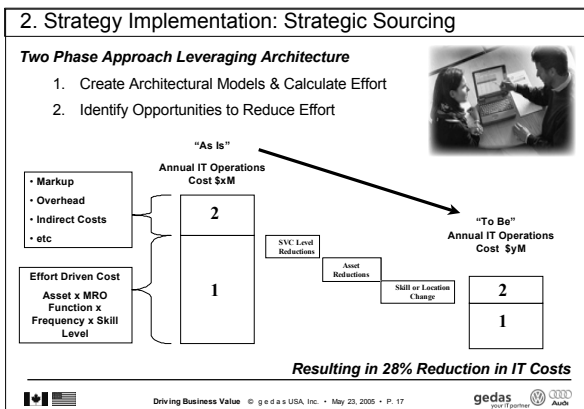 2. Strategy Implementation: Strategic Sourcing
Two Phase Approach Leveraging Architecture
1. Create Architectural Models & Calculate Effort
2. Identify Opportunities to Reduce Effort
"As Is"
Annual IT Operations
Cost $xM
• Markup
• Overhead
• Indirect Costs
• etc
2
Effort Driven Cost
Asset x MRO
Function x
Frequency x Skill
Level
1
SVC Level
Reductions
Asset
Reductions
Skill or Location
Change
"To Be"
Annual IT Operations
Cost $yM
2
1
Resulting in 28% Reduction in IT Costs
Driving Business Value © g e d a s USA, Inc. • May 23, 2005 • P. 17
gedas
your IT partner
Audi